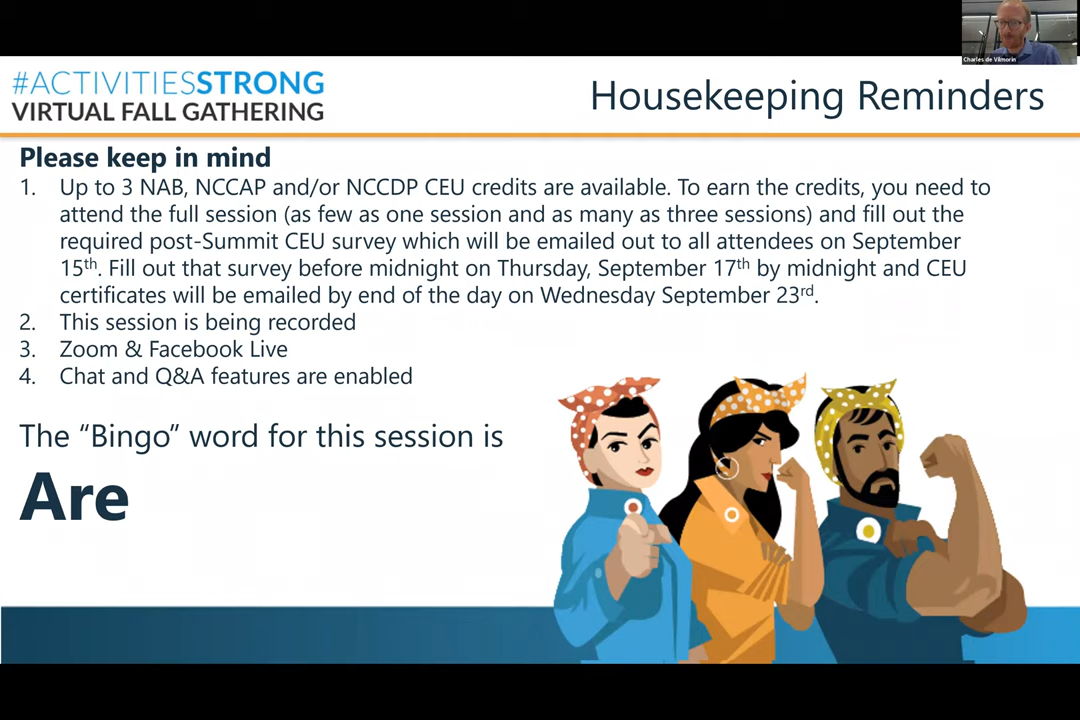 Charles de Vilmorin
#ACTIVITIESSTRONG
VIRTUAL FALL GATHERING
Housekeeping Reminders
Please keep in mind
1. Up to 3 NAB, NCCAP and/or NCCDP CEU credits are available. To earn the credits, you need to
attend the full session (as few as one session and as many as three sessions) and fill out the
required post-Summit CEU survey which will be emailed out to all attendees on September
15th. Fill out that survey before midnight on Thursday, September 17th by midnight and CEU
certificates will be emailed by end of the day on Wednesday September 23rd.
2. This session is being recorded
3. Zoom & Facebook Live
4. Chat and Q&A features are enabled
The “Bingo” word for this session is
Are